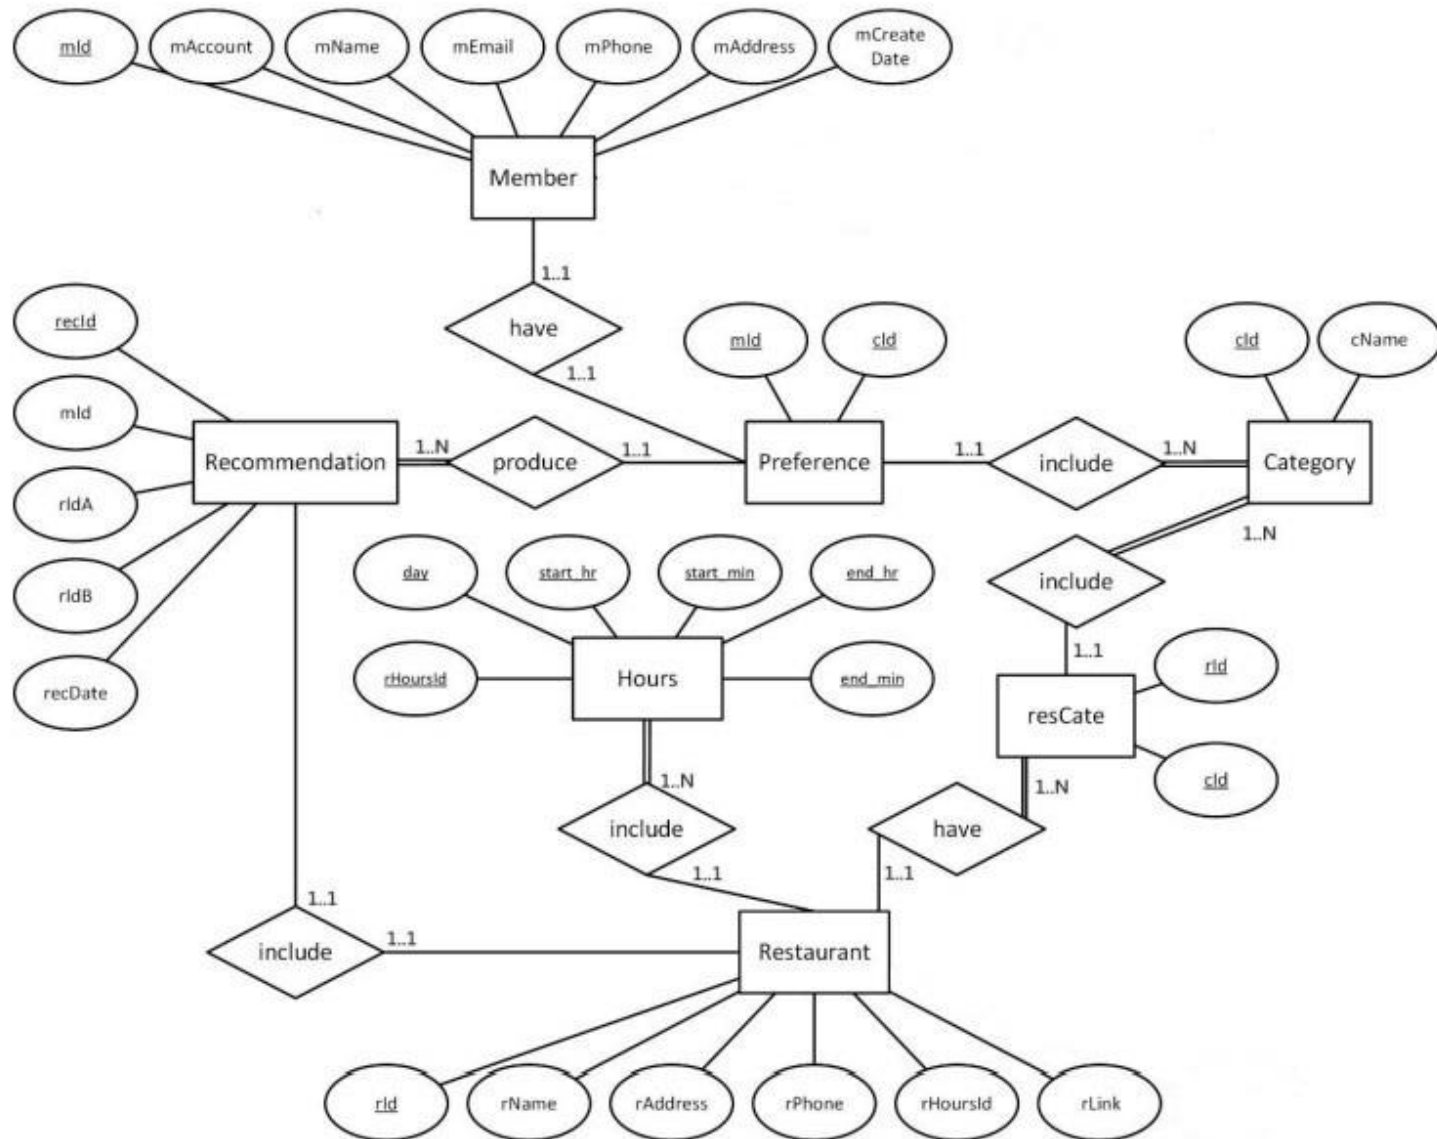 mId
mAccount
mName
mEmail
mPhone
mAddress
mCreate
Date
Member
1..1
have
1..1
recId
mId
rIdA
rIdB
recDate
Recommendation
1..N
produce
1..1
mId
cId
Preference
1..1
include
1..N
cId
cName
Category
1..N
include
1..1
rId
cId
resCate
1..N
have
1..1
day
start_hr
start_min
end_hr
rHoursId
Hours
end_min
1..N
include
1..1
1..1
include
1..1
Restaurant
rId
rName
rAddress
rPhone
rHoursId
rLink